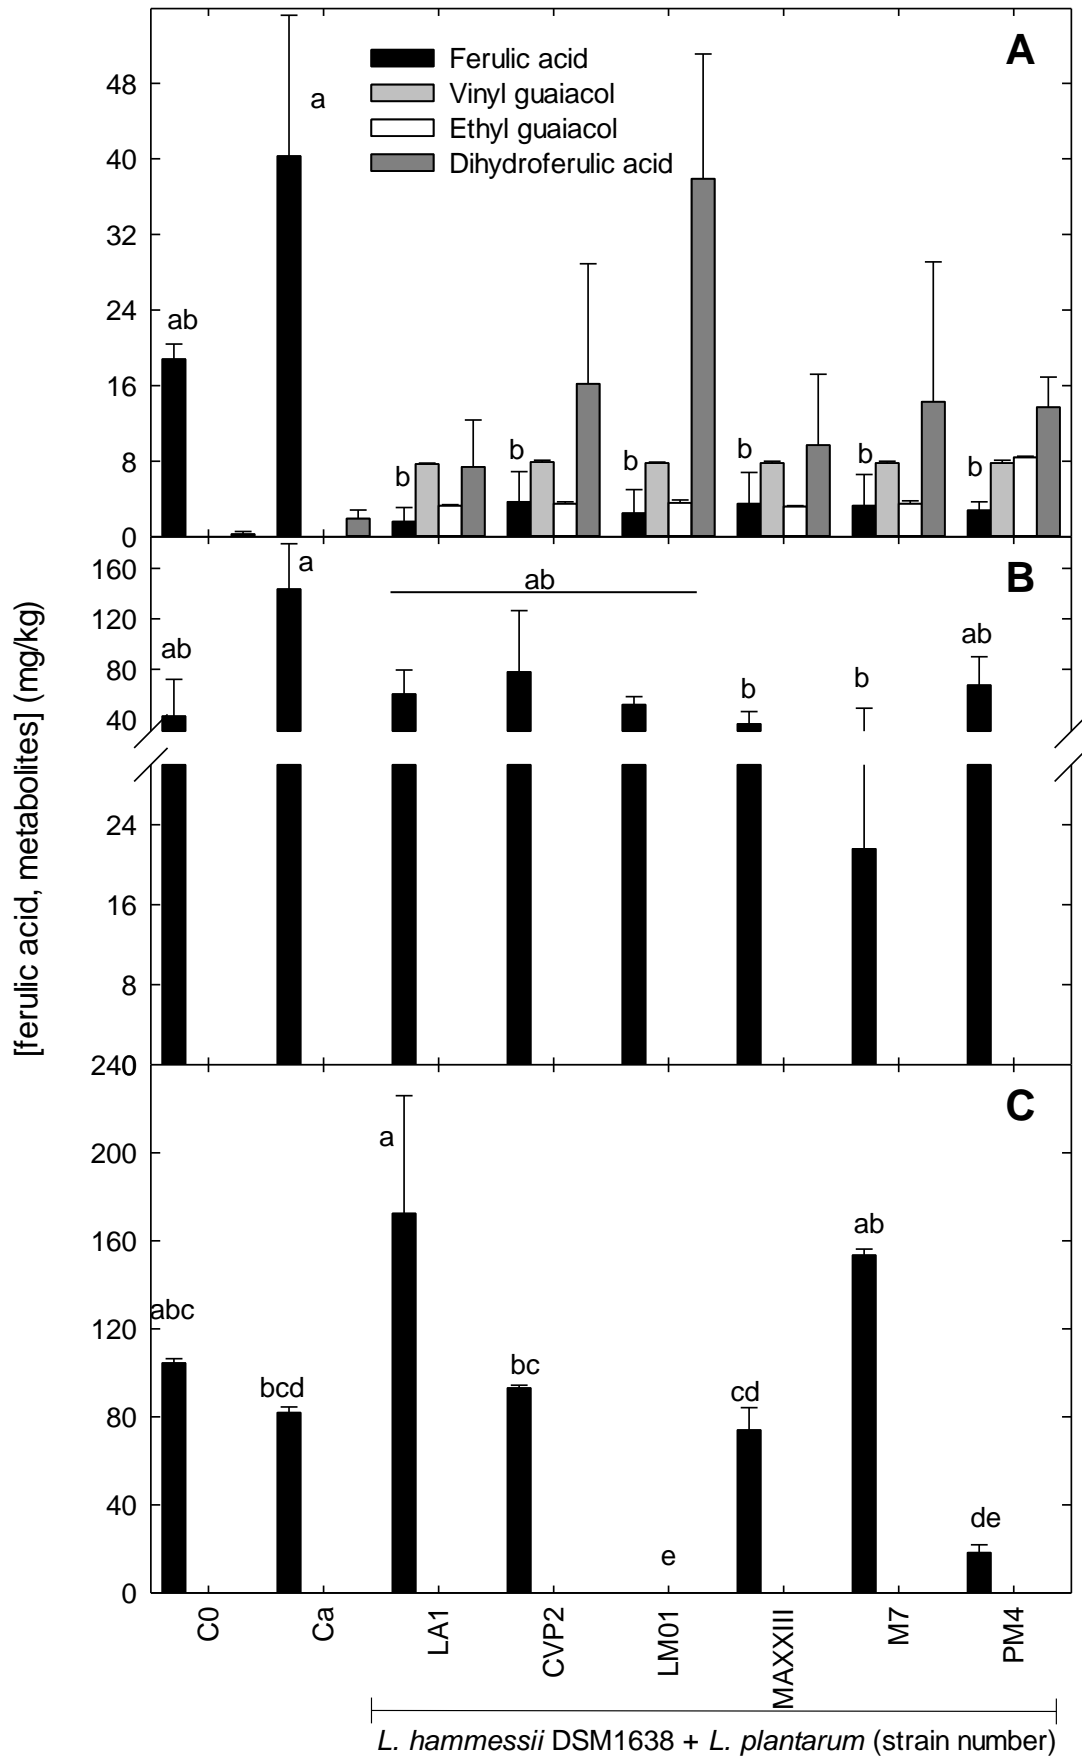 A
Ferulic acid
Vinyl guaiacol
Ethyl guaiacol
Dihydroferulic acid
48
40
32
24
16
8
0
ab
a
b
b
b
b
b
b
B
160
120
80
40
24
16
8
0
ab
a
ab
b
b
ab
C
240
200
160
120
80
40
0
abc
bcd
a
bc
e
cd
ab
de
[ferulic acid, metabolites] (mg/kg)
C0
Ca
LA1
CVP2
LM01
MAXXIII
M7
PM4
L. hammessii DSM1638 + L. plantarum (strain number)